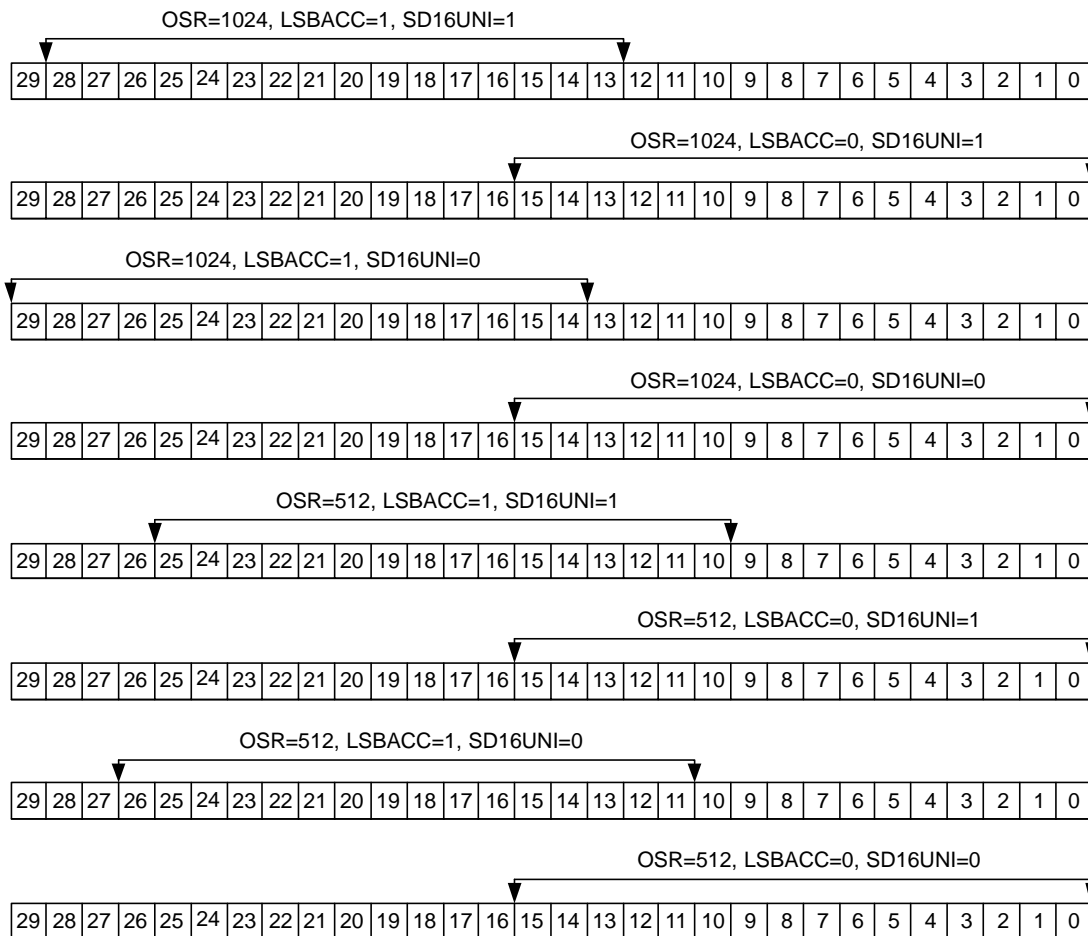 OSR=1024, LSBACC=1, SD16UNI=1
29 28 27 26 25 24 23 22 21 20 19 18 17 16 15 14 13 12 11 10 9 8 7 6 5 4 3 2 1 0
OSR=1024, LSBACC=0, SD16UNI=1
29 28 27 26 25 24 23 22 21 20 19 18 17 16 15 14 13 12 11 10 9 8 7 6 5 4 3 2 1 0
OSR=1024, LSBACC=1, SD16UNI=0
29 28 27 26 25 24 23 22 21 20 19 18 17 16 15 14 13 12 11 10 9 8 7 6 5 4 3 2 1 0
OSR=1024, LSBACC=0, SD16UNI=0
29 28 27 26 25 24 23 22 21 20 19 18 17 16 15 14 13 12 11 10 9 8 7 6 5 4 3 2 1 0
OSR=512, LSBACC=1, SD16UNI=1
29 28 27 26 25 24 23 22 21 20 19 18 17 16 15 14 13 12 11 10 9 8 7 6 5 4 3 2 1 0
OSR=512, LSBACC=0, SD16UNI=1
29 28 27 26 25 24 23 22 21 20 19 18 17 16 15 14 13 12 11 10 9 8 7 6 5 4 3 2 1 0
OSR=512, LSBACC=1, SD16UNI=0
29 28 27 26 25 24 23 22 21 20 19 18 17 16 15 14 13 12 11 10 9 8 7 6 5 4 3 2 1 0
OSR=512, LSBACC=0, SD16UNI=0
29 28 27 26 25 24 23 22 21 20 19 18 17 16 15 14 13 12 11 10 9 8 7 6 5 4 3 2 1 0